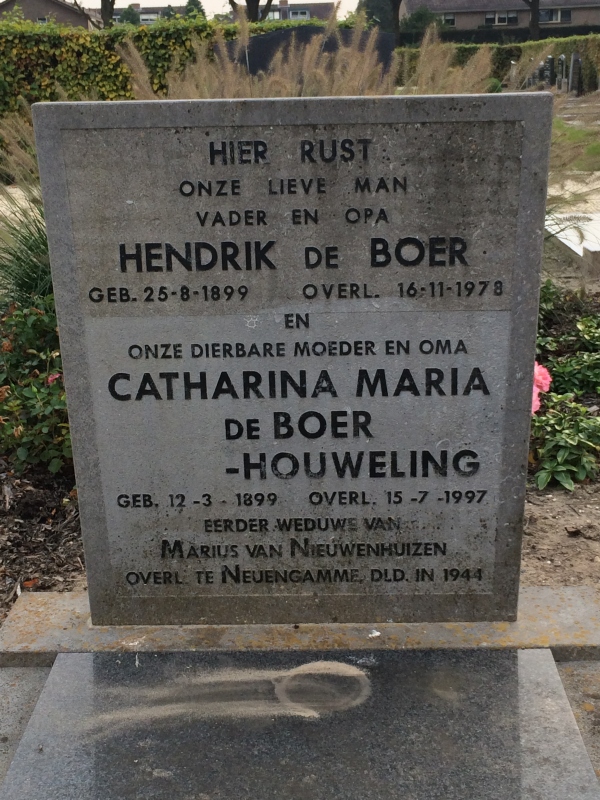 HIER RUST
ONZE LIEVE MAN
VADER EN OPA
HENDRIK DE BOER
GEB. 25-8-1899 OVERL. 16-11-1978
EN
ONZE DIERBARE MOEDER EN OMA
CATHARINA MARIA
DE BOER
-HOUWELING
GEB. 12-3-1899 OVERL. 15-7-1997
EERDER WEDUWE VAN
MARIUS VAN NIEUWENHUIZEN
OVERL. TE NEUENGAMME, DLD. IN 1944